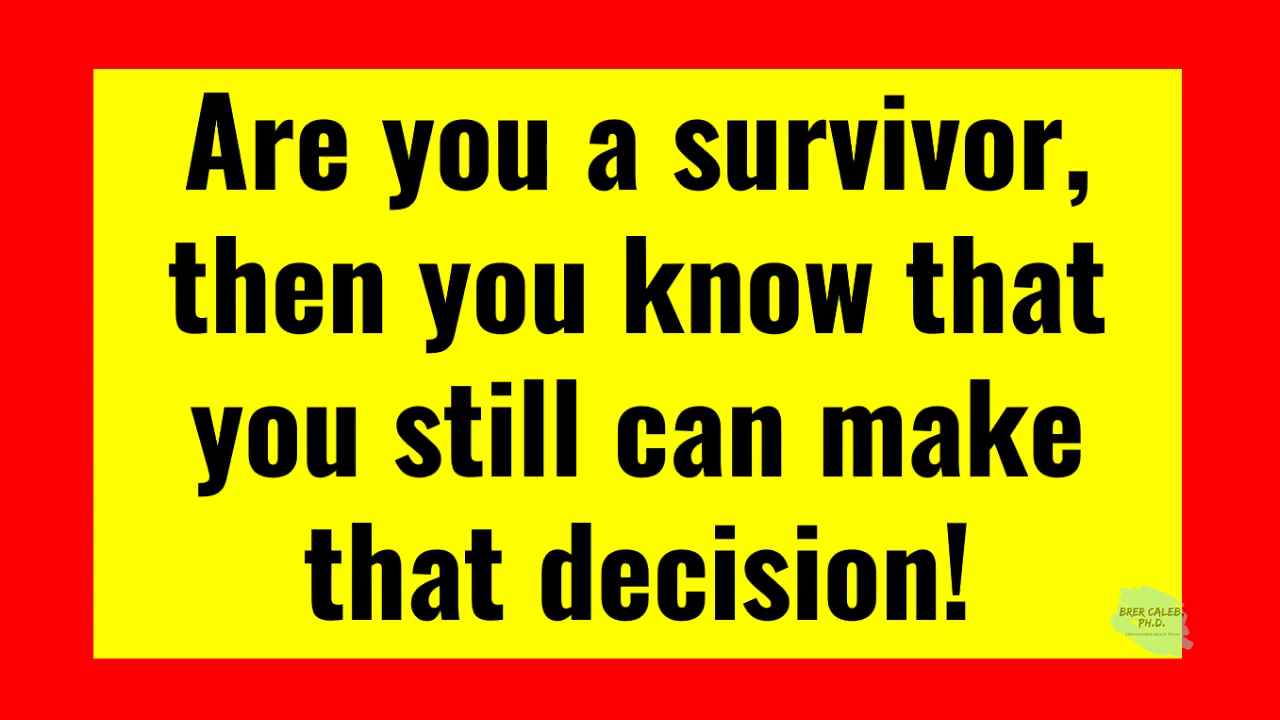 Are you a survivor,
then you know that
you still can make
that decision!
BRER CALEB
PH.D.